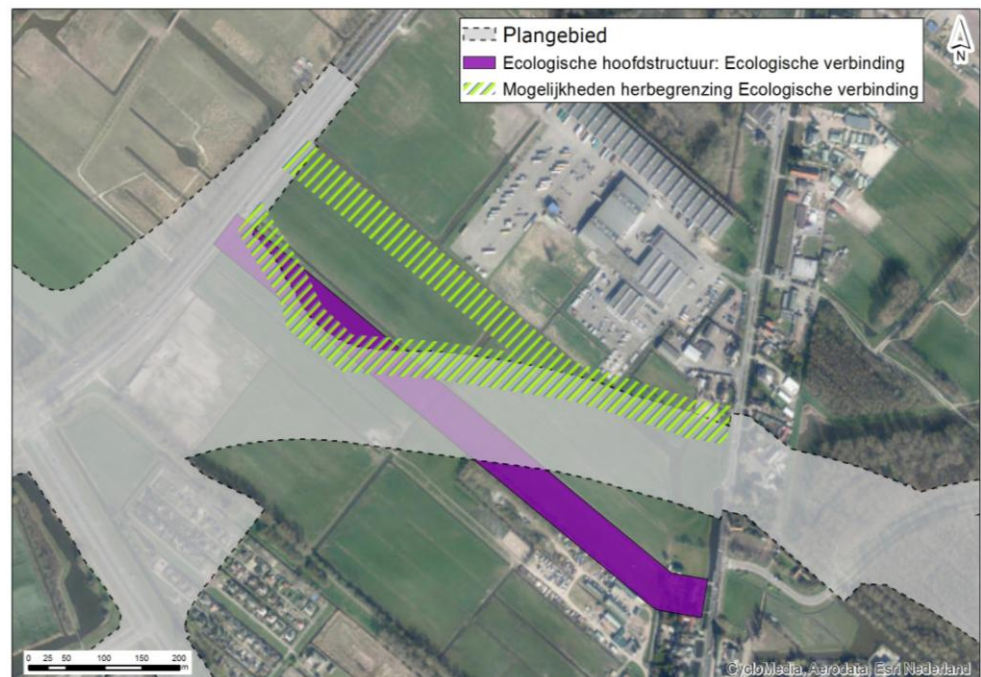 Plangebied
Ecologische hoofdstructuur: Ecologische verbinding
Mogelijkheden herbegrenzing Ecologische verbinding
N
0 25 50 100 150 200
m
CycloMedia, Aerodata, Esri Nederland